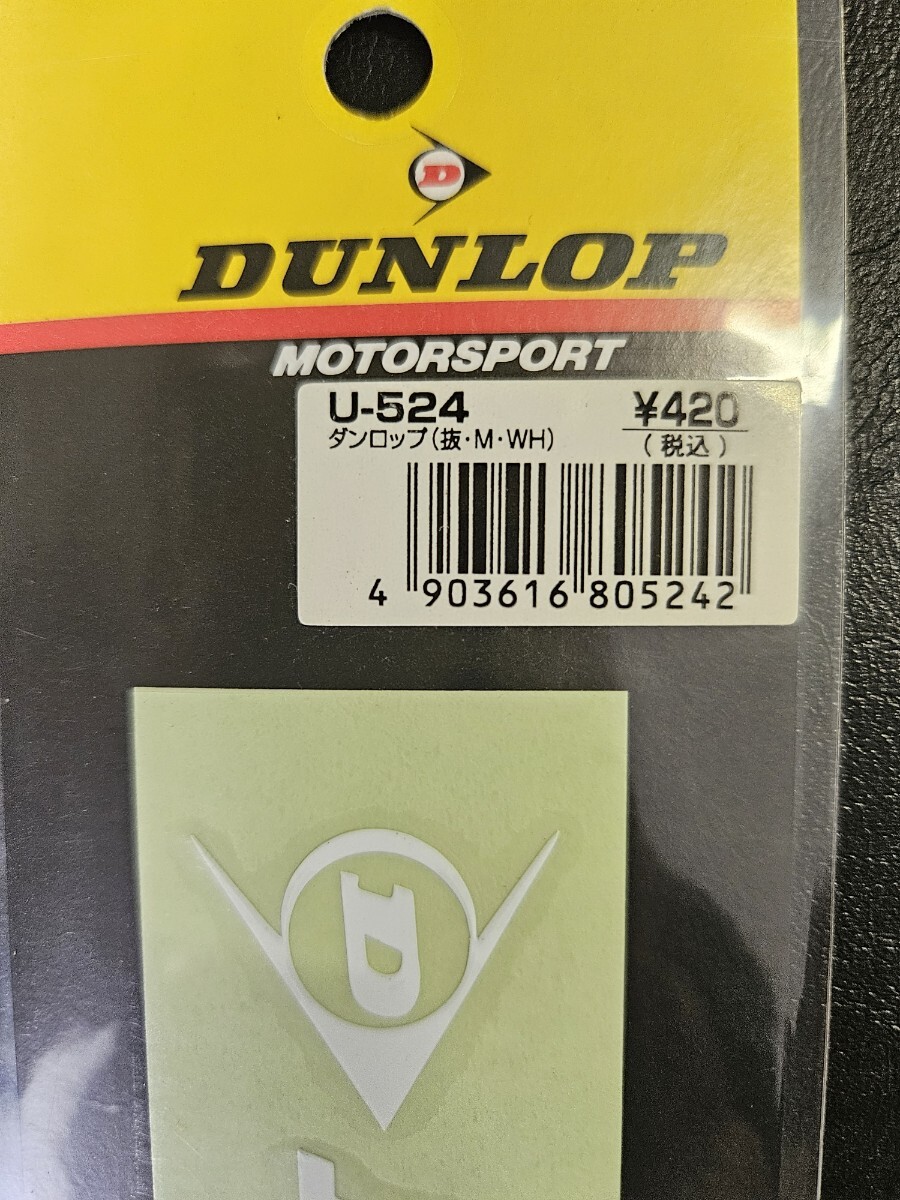 D
DUNLOP
MOTORSPORT
U-524 ¥420
ダンロップ(抜・M・WH) (税込)
4 903616 805242
D